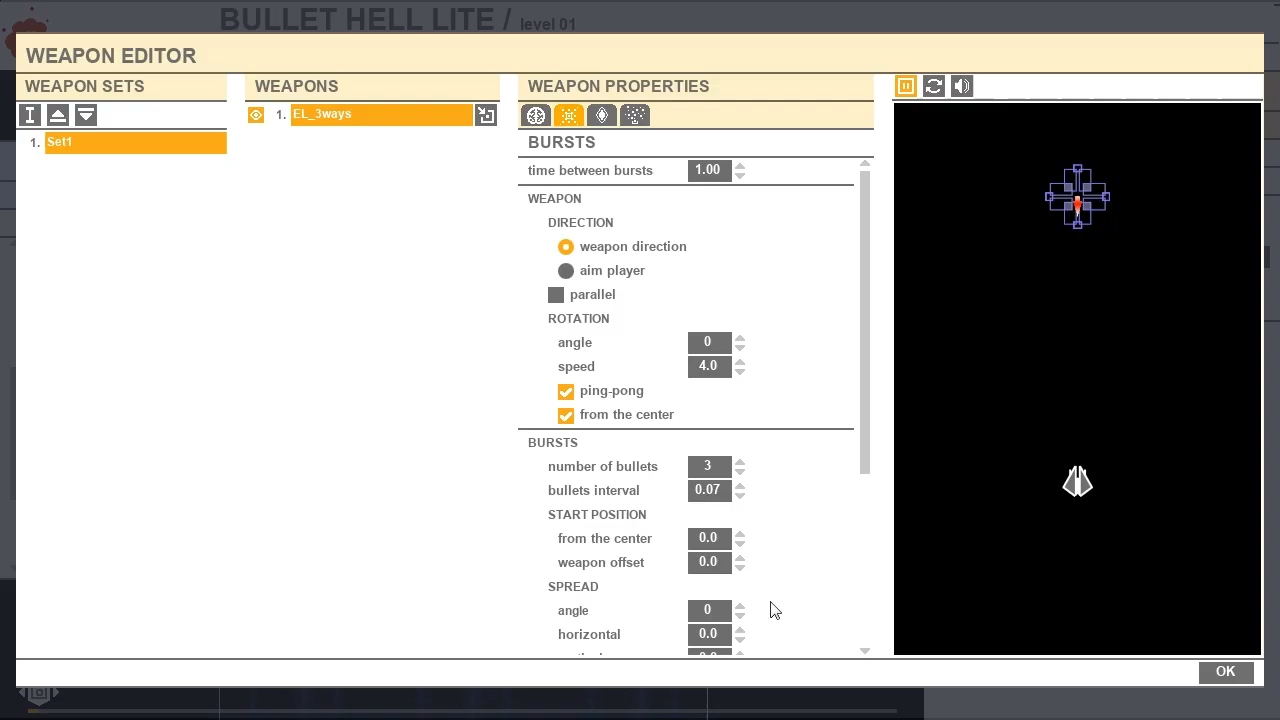 BULLET HELL LITE / level 01
WEAPON EDITOR
WEAPON SETS
WEAPONS
WEAPON PROPERTIES
1. EL_3ways
1. Set1
BURSTS
time between bursts 1.00
WEAPON
DIRECTION
weapon direction
aim player
parallel
ROTATION
angle 0
speed 4.0
ping-pong
from the center
BURSTS
number of bullets 3
bullets interval 0.07
START POSITION
from the center 0.0
weapon offset 0.0
SPREAD
angle 0
horizontal 0.0
OK